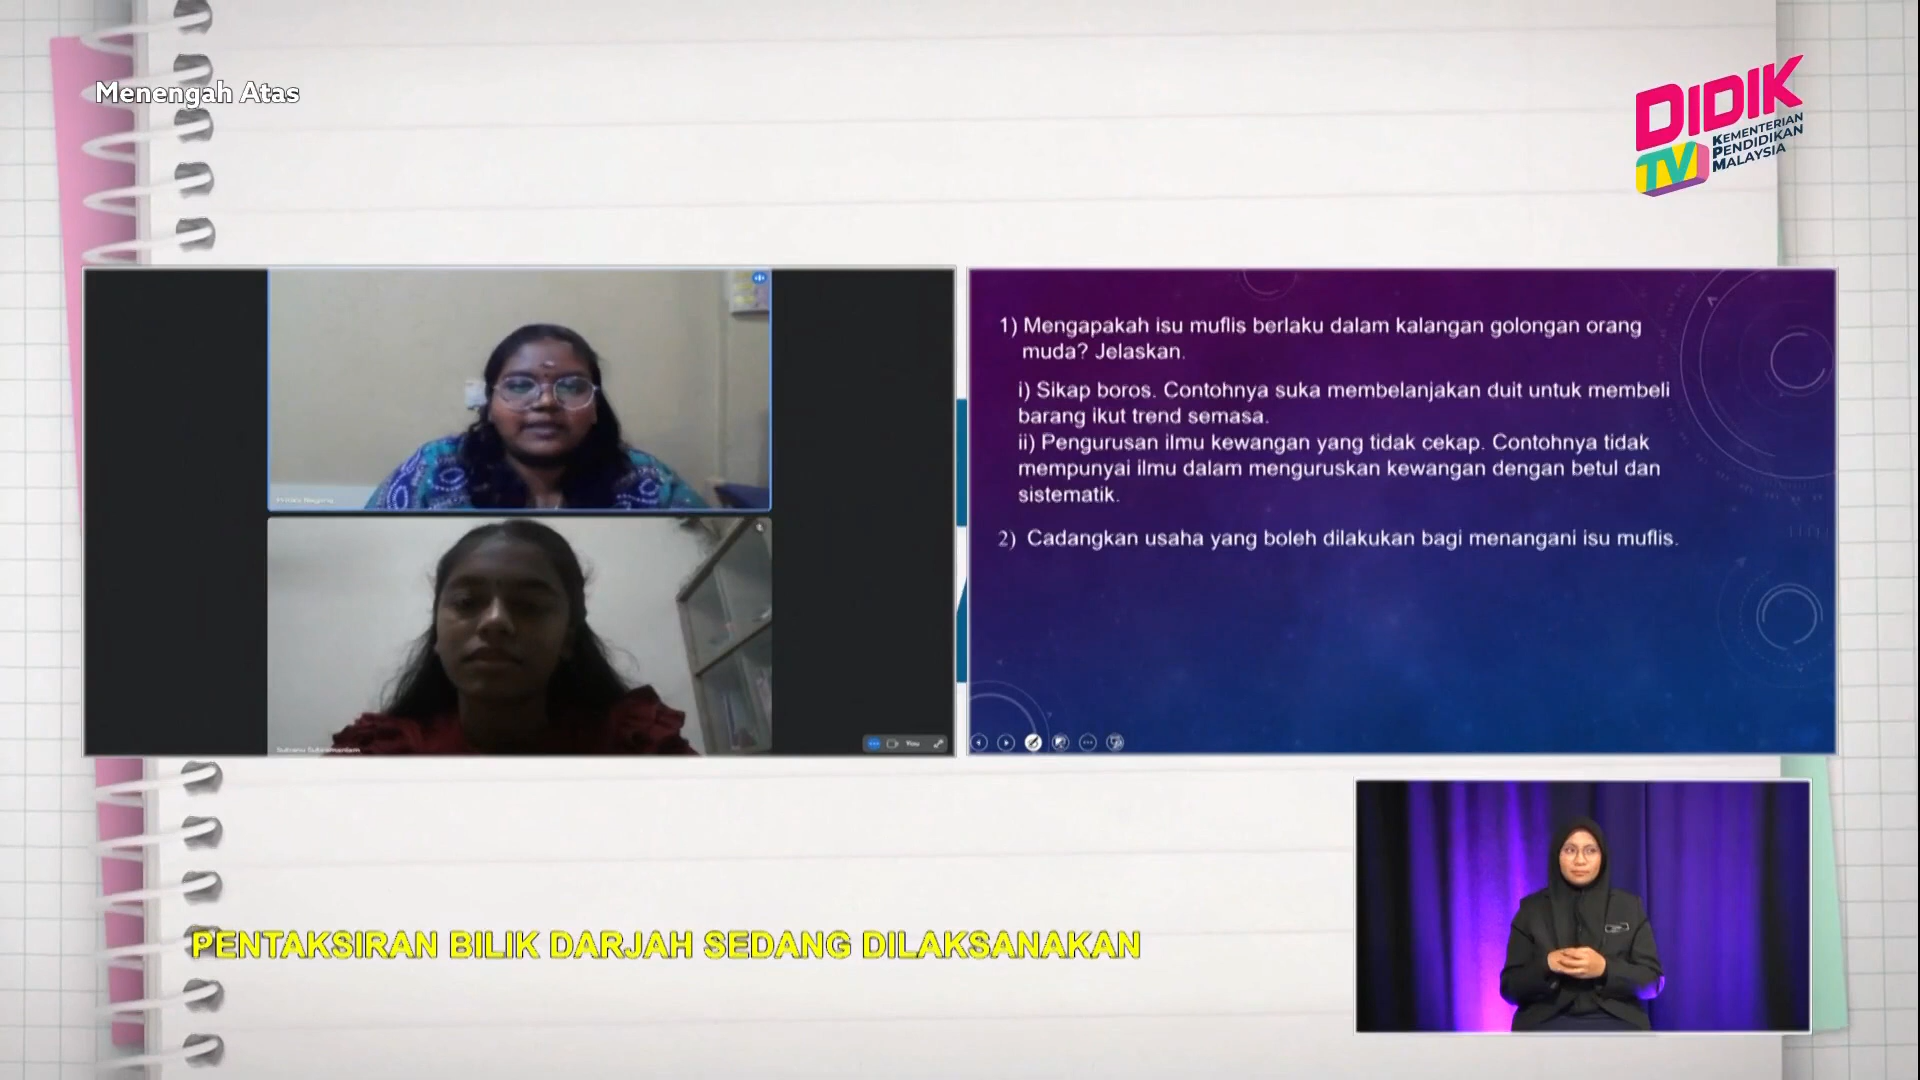 Menengah Atas
DIDIK
TV
KEMENTERIAN
PENDIDIKAN
MALAYSIA
1) Mengapakah isu muflis berlaku dalam kalangan golongan orang
muda? Jelaskan.
i) Sikap boros. Contohnya suka membelanjakan duit untuk membeli
barang ikut trend semasa.
ii) Pengurusan ilmu kewangan yang tidak cekap. Contohnya tidak
mempunyai ilmu dalam menguruskan kewangan dengan betul dan
sistematik.
2) Cadangkan usaha yang boleh dilakukan bagi menangani isu muflis.
You
PENTAKSIRAN BILIK DARJAH SEDANG DILAKSANAKAN